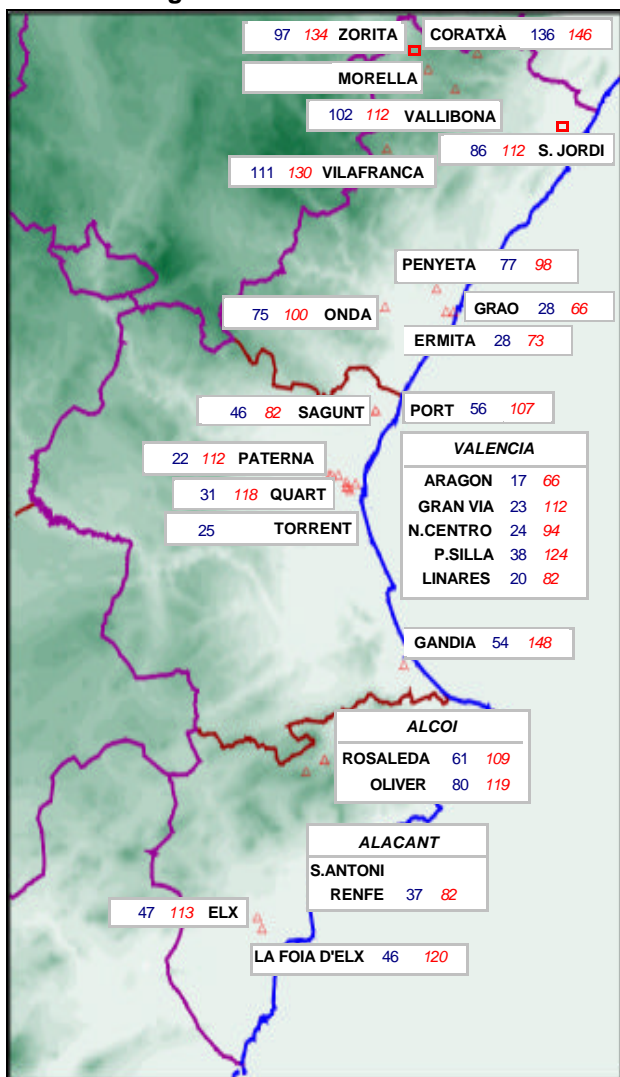 97 134 ZORITA
CORATXÀ 136 146
MORELLA
102 112 VALLIBONA
86 112 S. JORDI
111 130 VILAFRANCA
PENYETA 77 98
75 100 ONDA
GRAO 28 66
ERMITA 28 73
46 82 SAGUNT
PORT 56 107
22 112 PATERNA
31 118 QUART
25 TORRENT
VALENCIA
ARAGON 17 66
GRAN VIA 23 112
N.CENTRO 24 94
P.SILLA 38 124
LINARES 20 82
GANDIA 54 148
ALCOI
ROSALEDA 61 109
OLIVER 80 119
ALACANT
S.ANTONI
RENFE 37 82
47 113 ELX
LA FOIA D'ELX 46 120